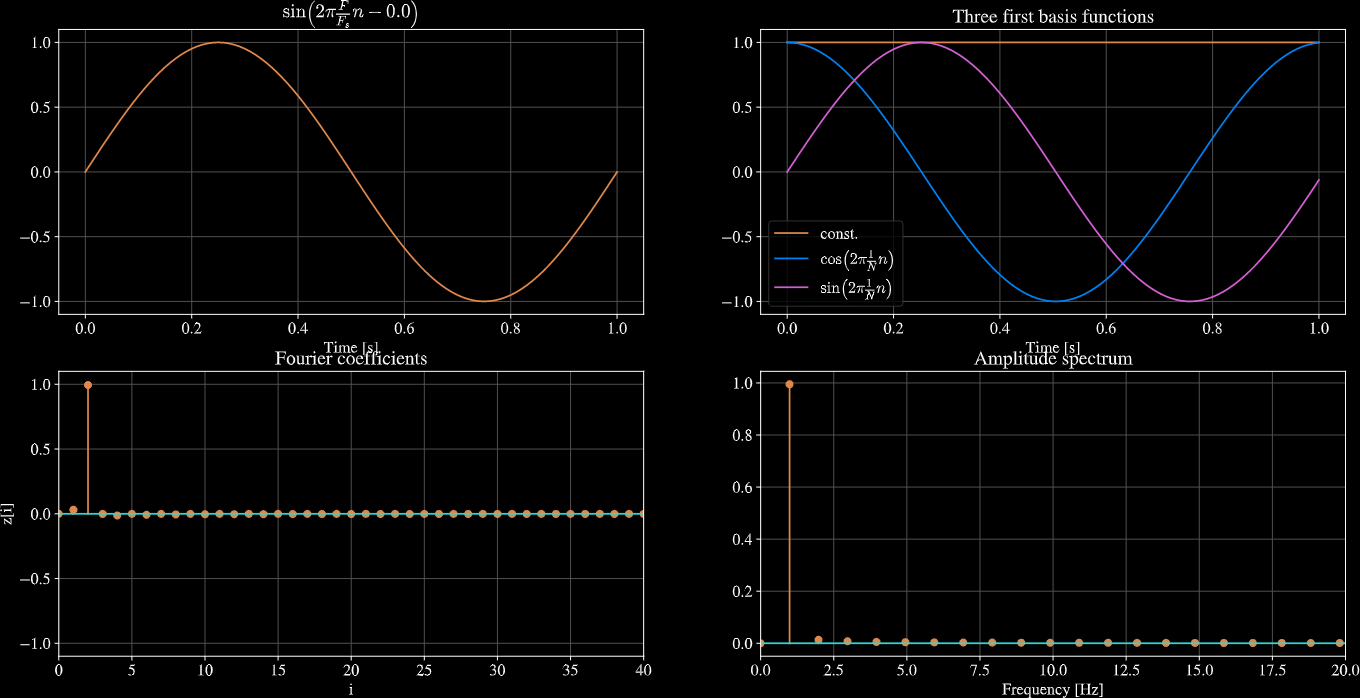 sin(2π F/Fs n − 0.0)
1.0
0.5
0.0
−0.5
−1.0
0.0 0.2 0.4 0.6 0.8 1.0
Time [s]
Three first basis functions
1.0
0.5
0.0
−0.5
−1.0
const.
cos(2π 1/N n)
sin(2π 1/N n)
0.0 0.2 0.4 0.6 0.8 1.0
Time [s]
Fourier coefficients
z[i]
1.0
0.5
0.0
−0.5
−1.0
0 5 10 15 20 25 30 35 40
i
Amplitude spectrum
1.0
0.8
0.6
0.4
0.2
0.0
0.0 2.5 5.0 7.5 10.0 12.5 15.0 17.5 20.0
Frequency [Hz]